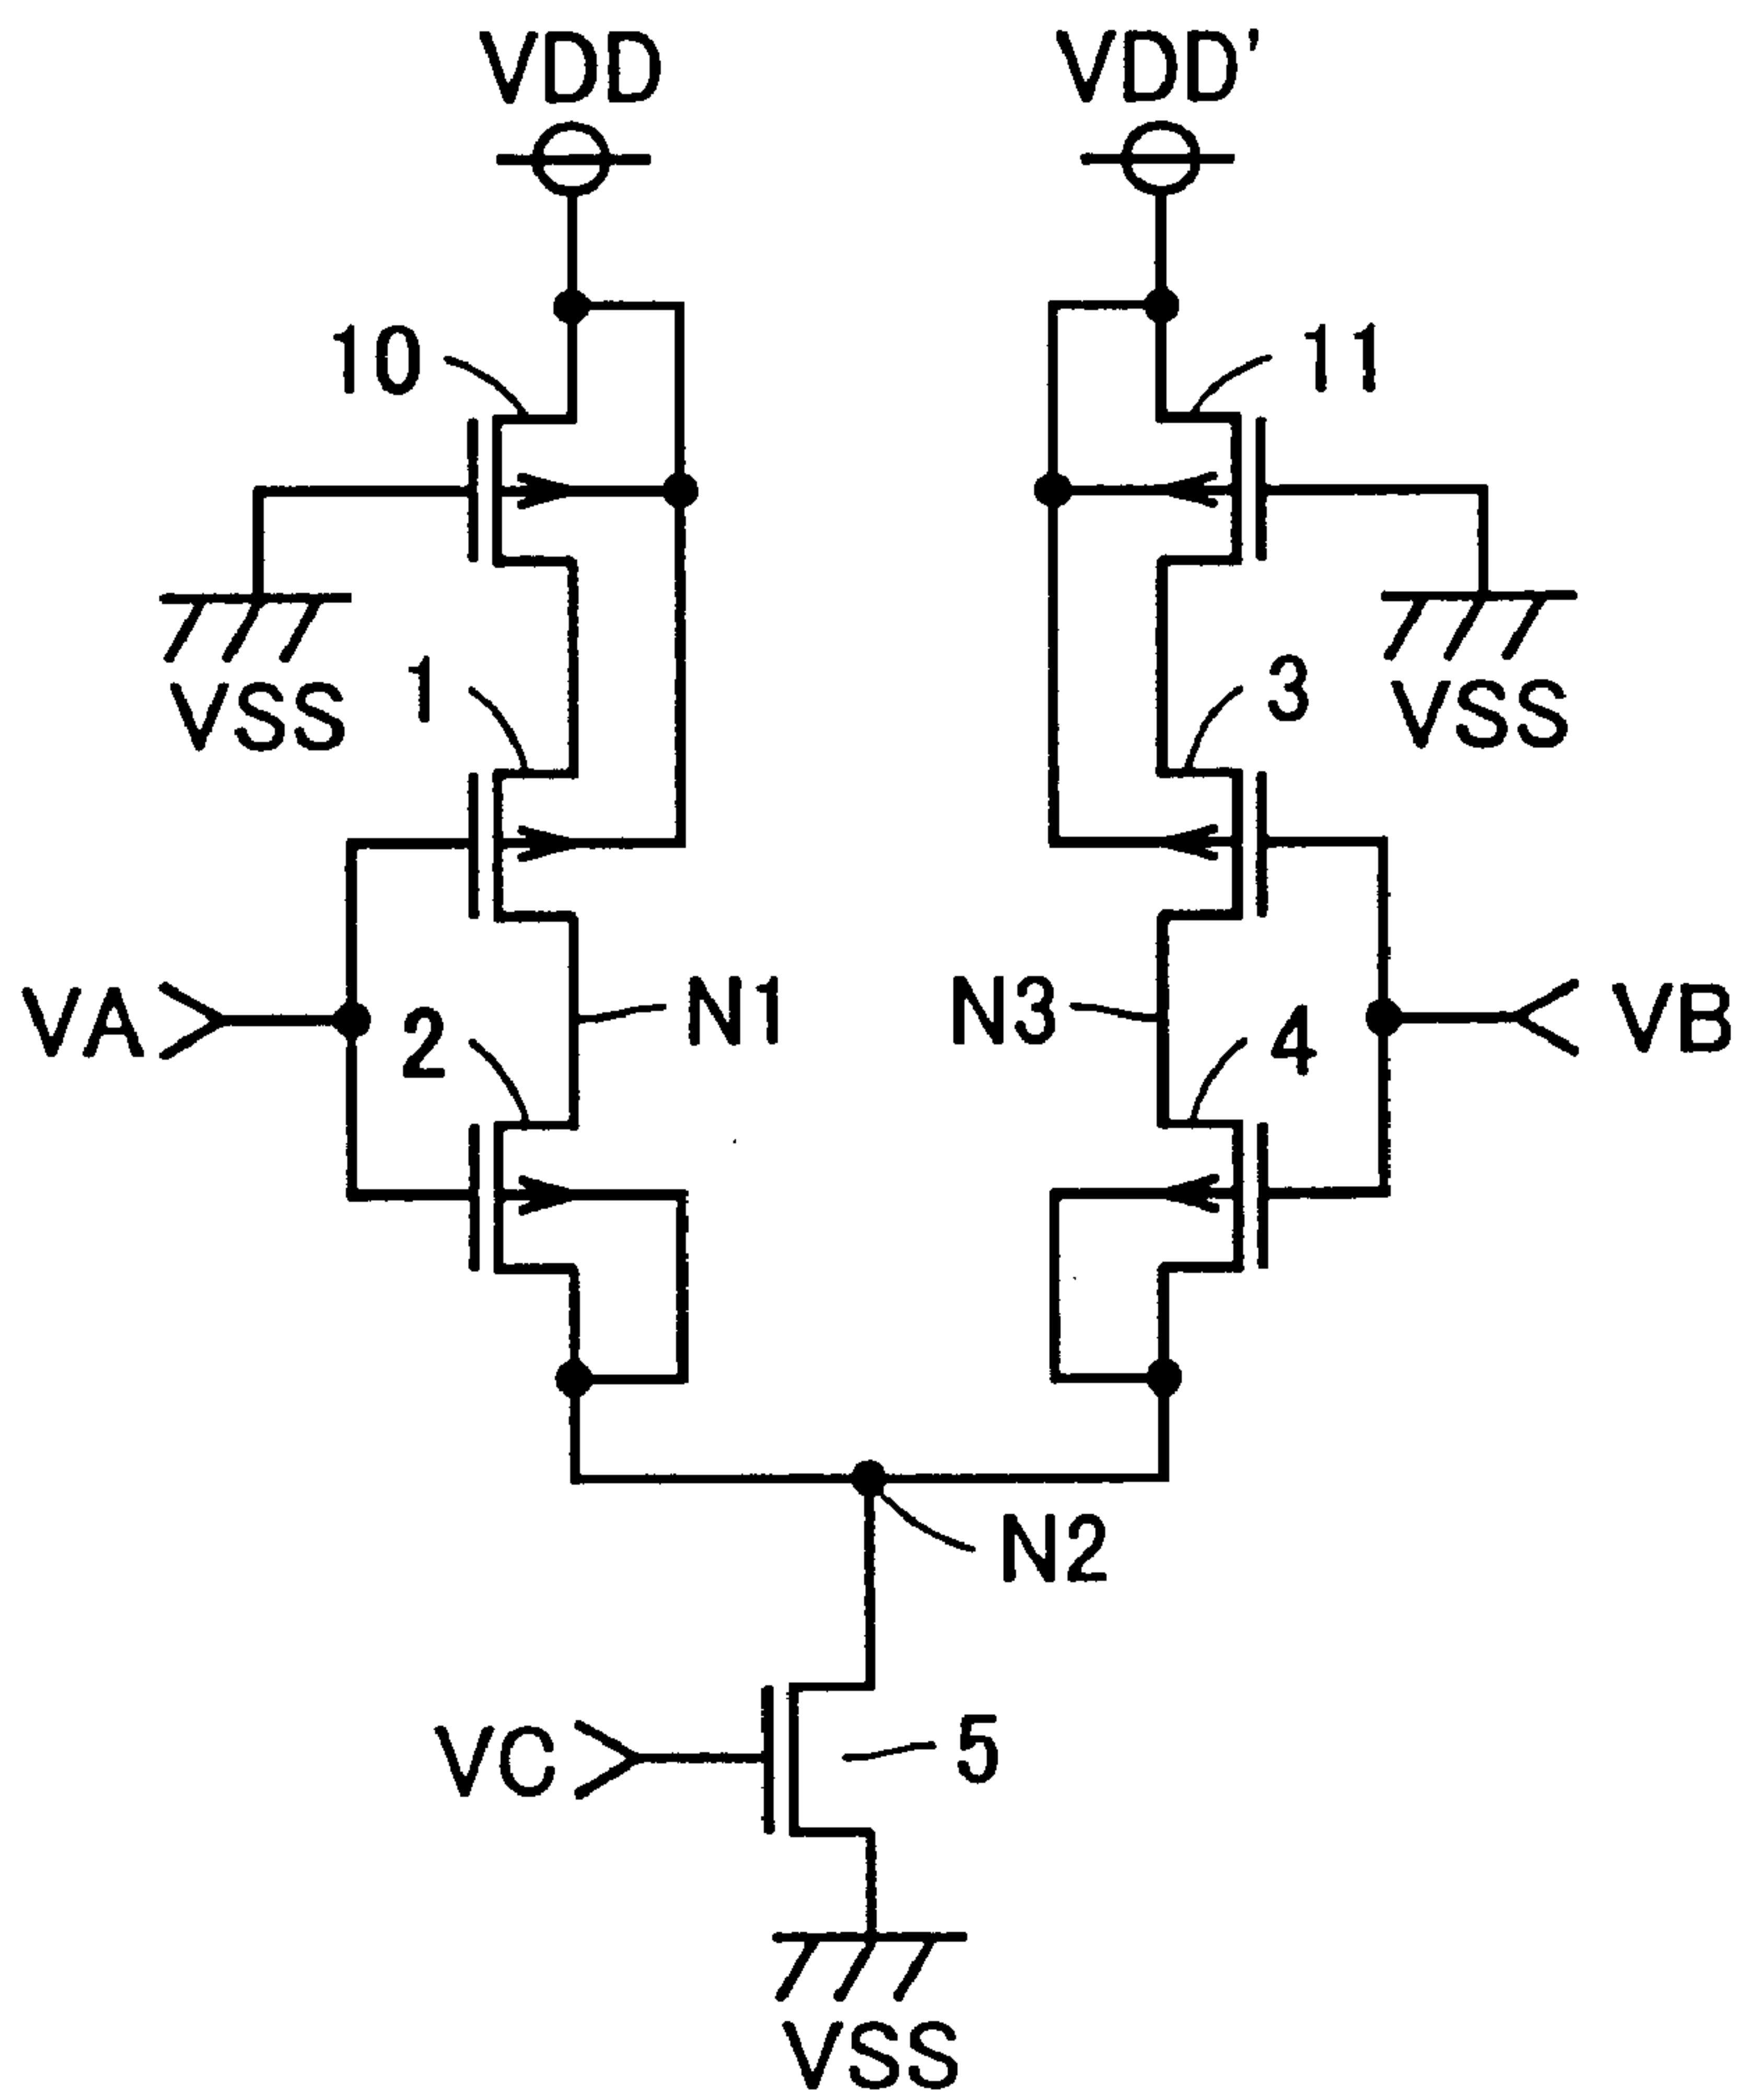 VDD VDD'
10 11
1 3
VSS VSS
VA 2 N1 N3 4 VB
N2
VC 5
VSS